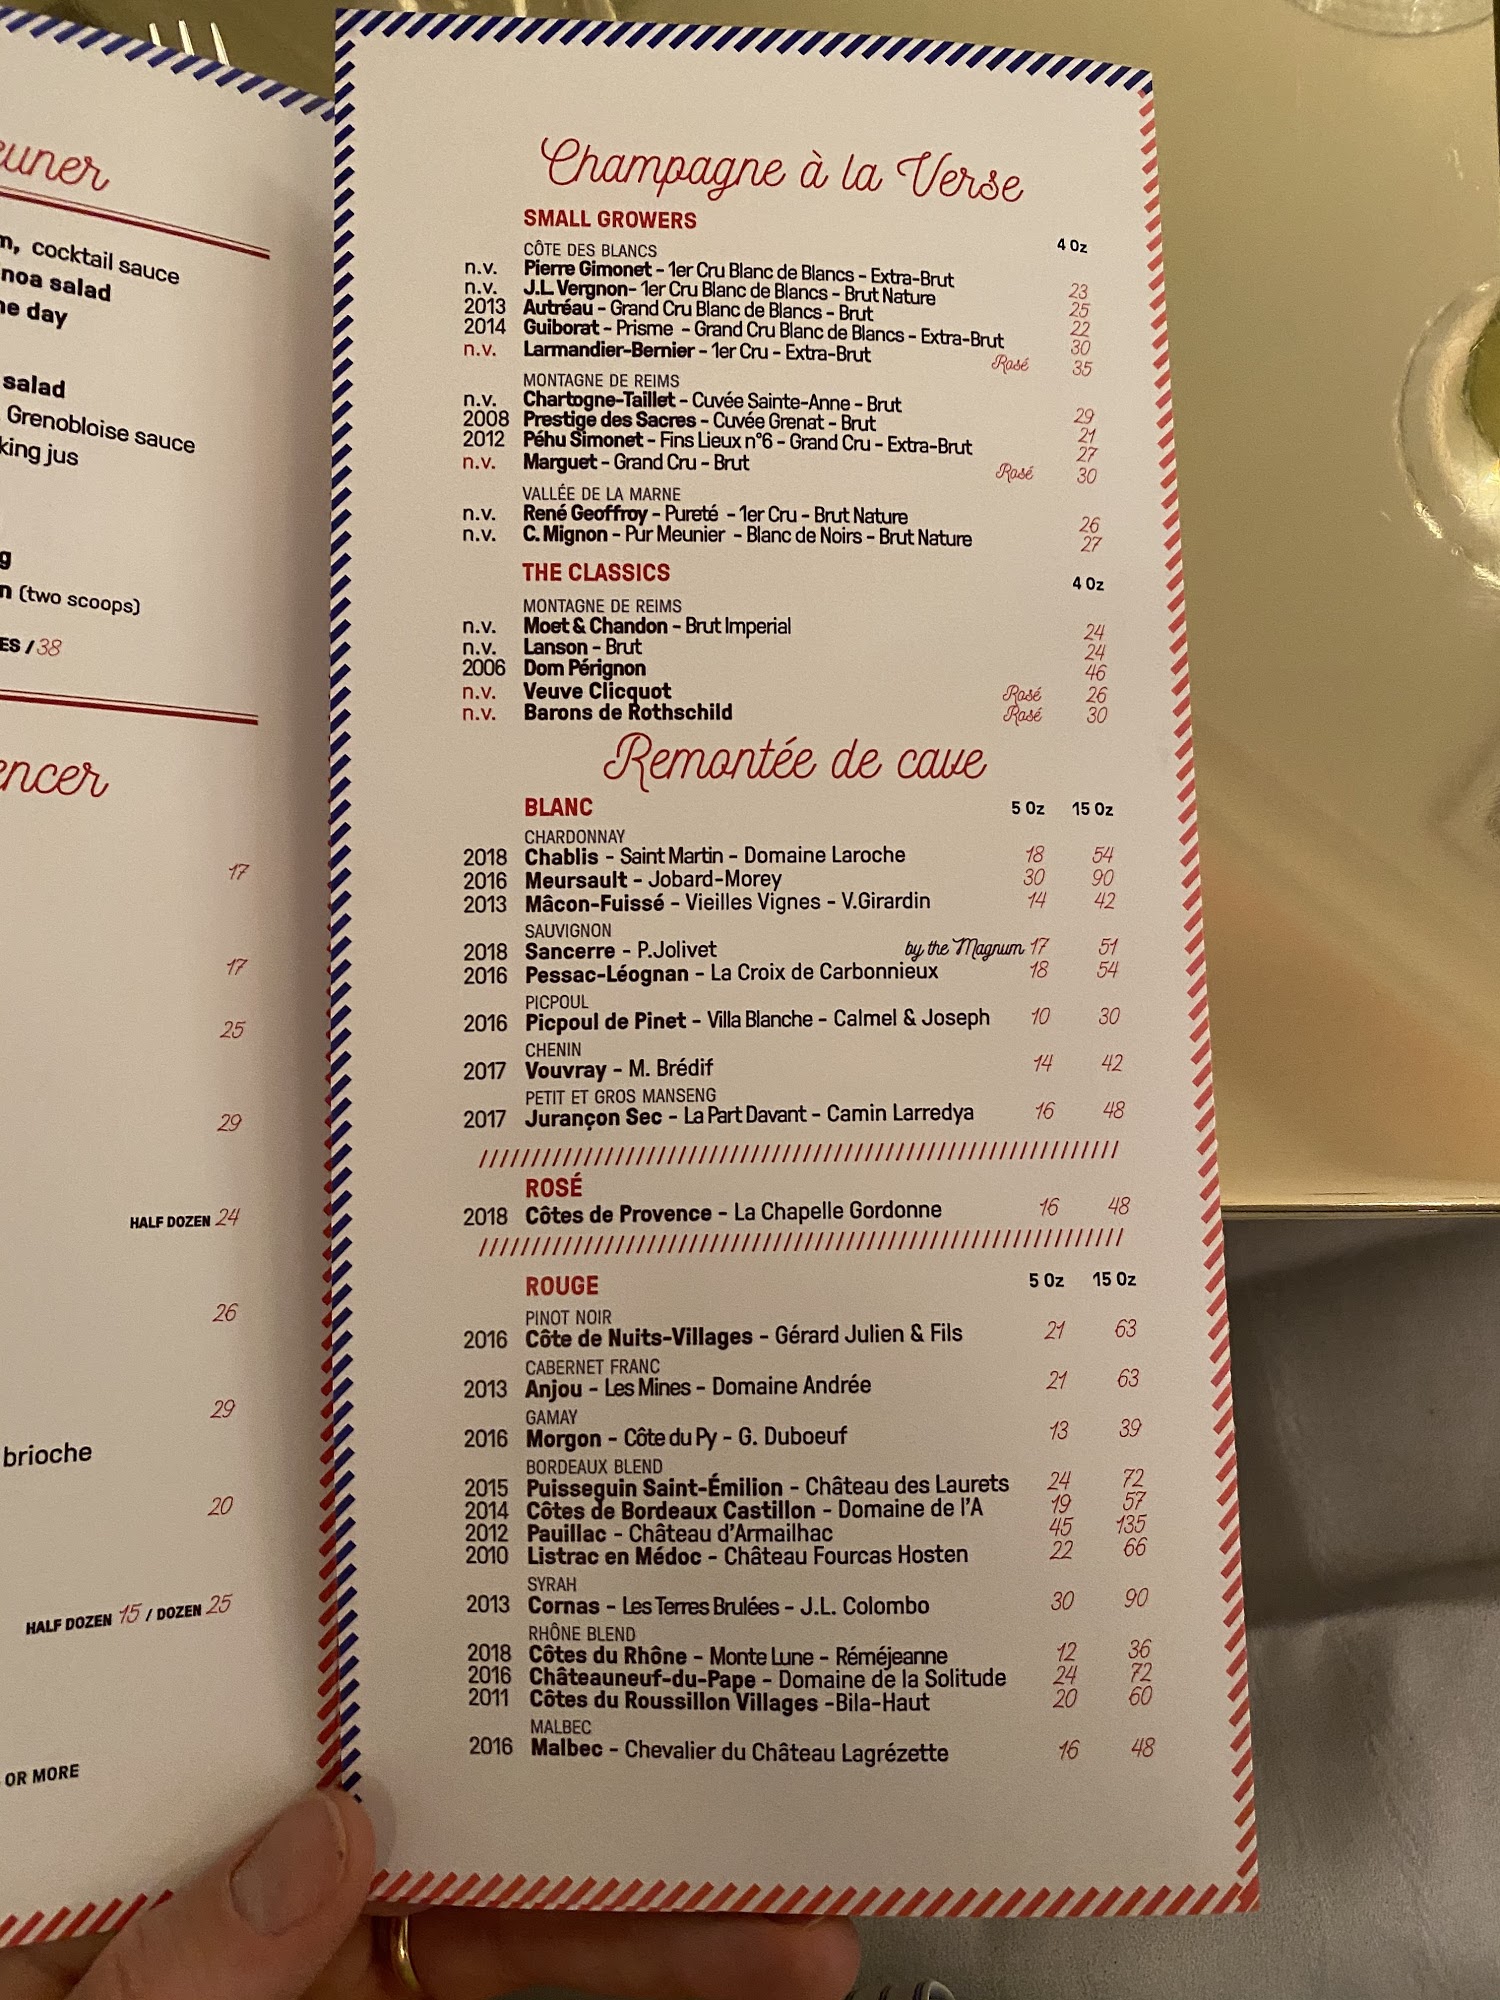 euner
cocktail sauce
noa salad
ne day
salad
Grenobloise sauce
king jus
g
n (two scoops)
ES / 38
encer
17
17
25
29
HALF DOZEN 24
26
29
brioche
20
HALF DOZEN 15 / DOZEN 25
OR MORE
Champagne à la Verse
SMALL GROWERS
CÔTE DES BLANCS 4 Oz
n.v. Pierre Gimonet - 1er Cru Blanc de Blancs - Extra-Brut 23
n.v. J.L Vergnon- 1er Cru Blanc de Blancs - Brut Nature 25
2013 Autréau - Grand Cru Blanc de Blancs - Brut 22
2014 Guiborat - Prisme - Grand Cru Blanc de Blancs - Extra-Brut 30
n.v. Larmandier-Bernier - 1er Cru - Extra-Brut Rosé 35
MONTAGNE DE REIMS
n.v. Chartogne-Taillet - Cuvée Sainte-Anne - Brut 29
2008 Prestige des Sacres - Cuvée Grenat - Brut 21
2012 Péhu Simonet - Fins Lieux n°6 - Grand Cru - Extra-Brut 27
n.v. Marguet - Grand Cru - Brut Rosé 30
VALLÉE DE LA MARNE
n.v. René Geoffroy - Pureté - 1er Cru - Brut Nature 26
n.v. C. Mignon - Pur Meunier - Blanc de Noirs - Brut Nature 27
THE CLASSICS 4 Oz
MONTAGNE DE REIMS
n.v. Moet & Chandon - Brut Imperial 24
n.v. Lanson - Brut 24
2006 Dom Pérignon 46
n.v. Veuve Clicquot Rosé 26
n.v. Barons de Rothschild Rosé 30
Remontée de cave
BLANC 5 Oz 15 Oz
CHARDONNAY
2018 Chablis - Saint Martin - Domaine Laroche 18 54
2016 Meursault - Jobard-Morey 30 90
2013 Mâcon-Fuissé - Vieilles Vignes - V.Girardin 14 42
SAUVIGNON
2018 Sancerre - P.Jolivet by the Magnum 17 51
2016 Pessac-Léognan - La Croix de Carbonnieux 18 54
PICPOUL
2016 Picpoul de Pinet - Villa Blanche - Calmel & Joseph 10 30
CHENIN
2017 Vouvray - M. Brédif 14 42
PETIT ET GROS MANSENG
2017 Jurançon Sec - La Part Davant - Camin Larredya 16 48
ROSÉ
2018 Côtes de Provence - La Chapelle Gordonne 16 48
ROUGE 5 Oz 15 Oz
PINOT NOIR
2016 Côte de Nuits-Villages - Gérard Julien & Fils 21 63
CABERNET FRANC
2013 Anjou - Les Mines - Domaine Andrée 21 63
GAMAY
2016 Morgon - Côte du Py - G. Duboeuf 13 39
BORDEAUX BLEND
2015 Puisseguin Saint-Émilion - Château des Laurets 24 72
2014 Côtes de Bordeaux Castillon - Domaine de l'A 19 57
2012 Pauillac - Château d'Armailhac 45 135
2010 Listrac en Médoc - Château Fourcas Hosten 22 66
SYRAH
2013 Cornas - Les Terres Brulées - J.L. Colombo 30 90
RHÔNE BLEND
2018 Côtes du Rhône - Monte Lune - Réméjeanne 12 36
2016 Châteauneuf-du-Pape - Domaine de la Solitude 24 72
2011 Côtes du Roussillon Villages -Bila-Haut 20 60
MALBEC
2016 Malbec - Chevalier du Château Lagrézette 16 48